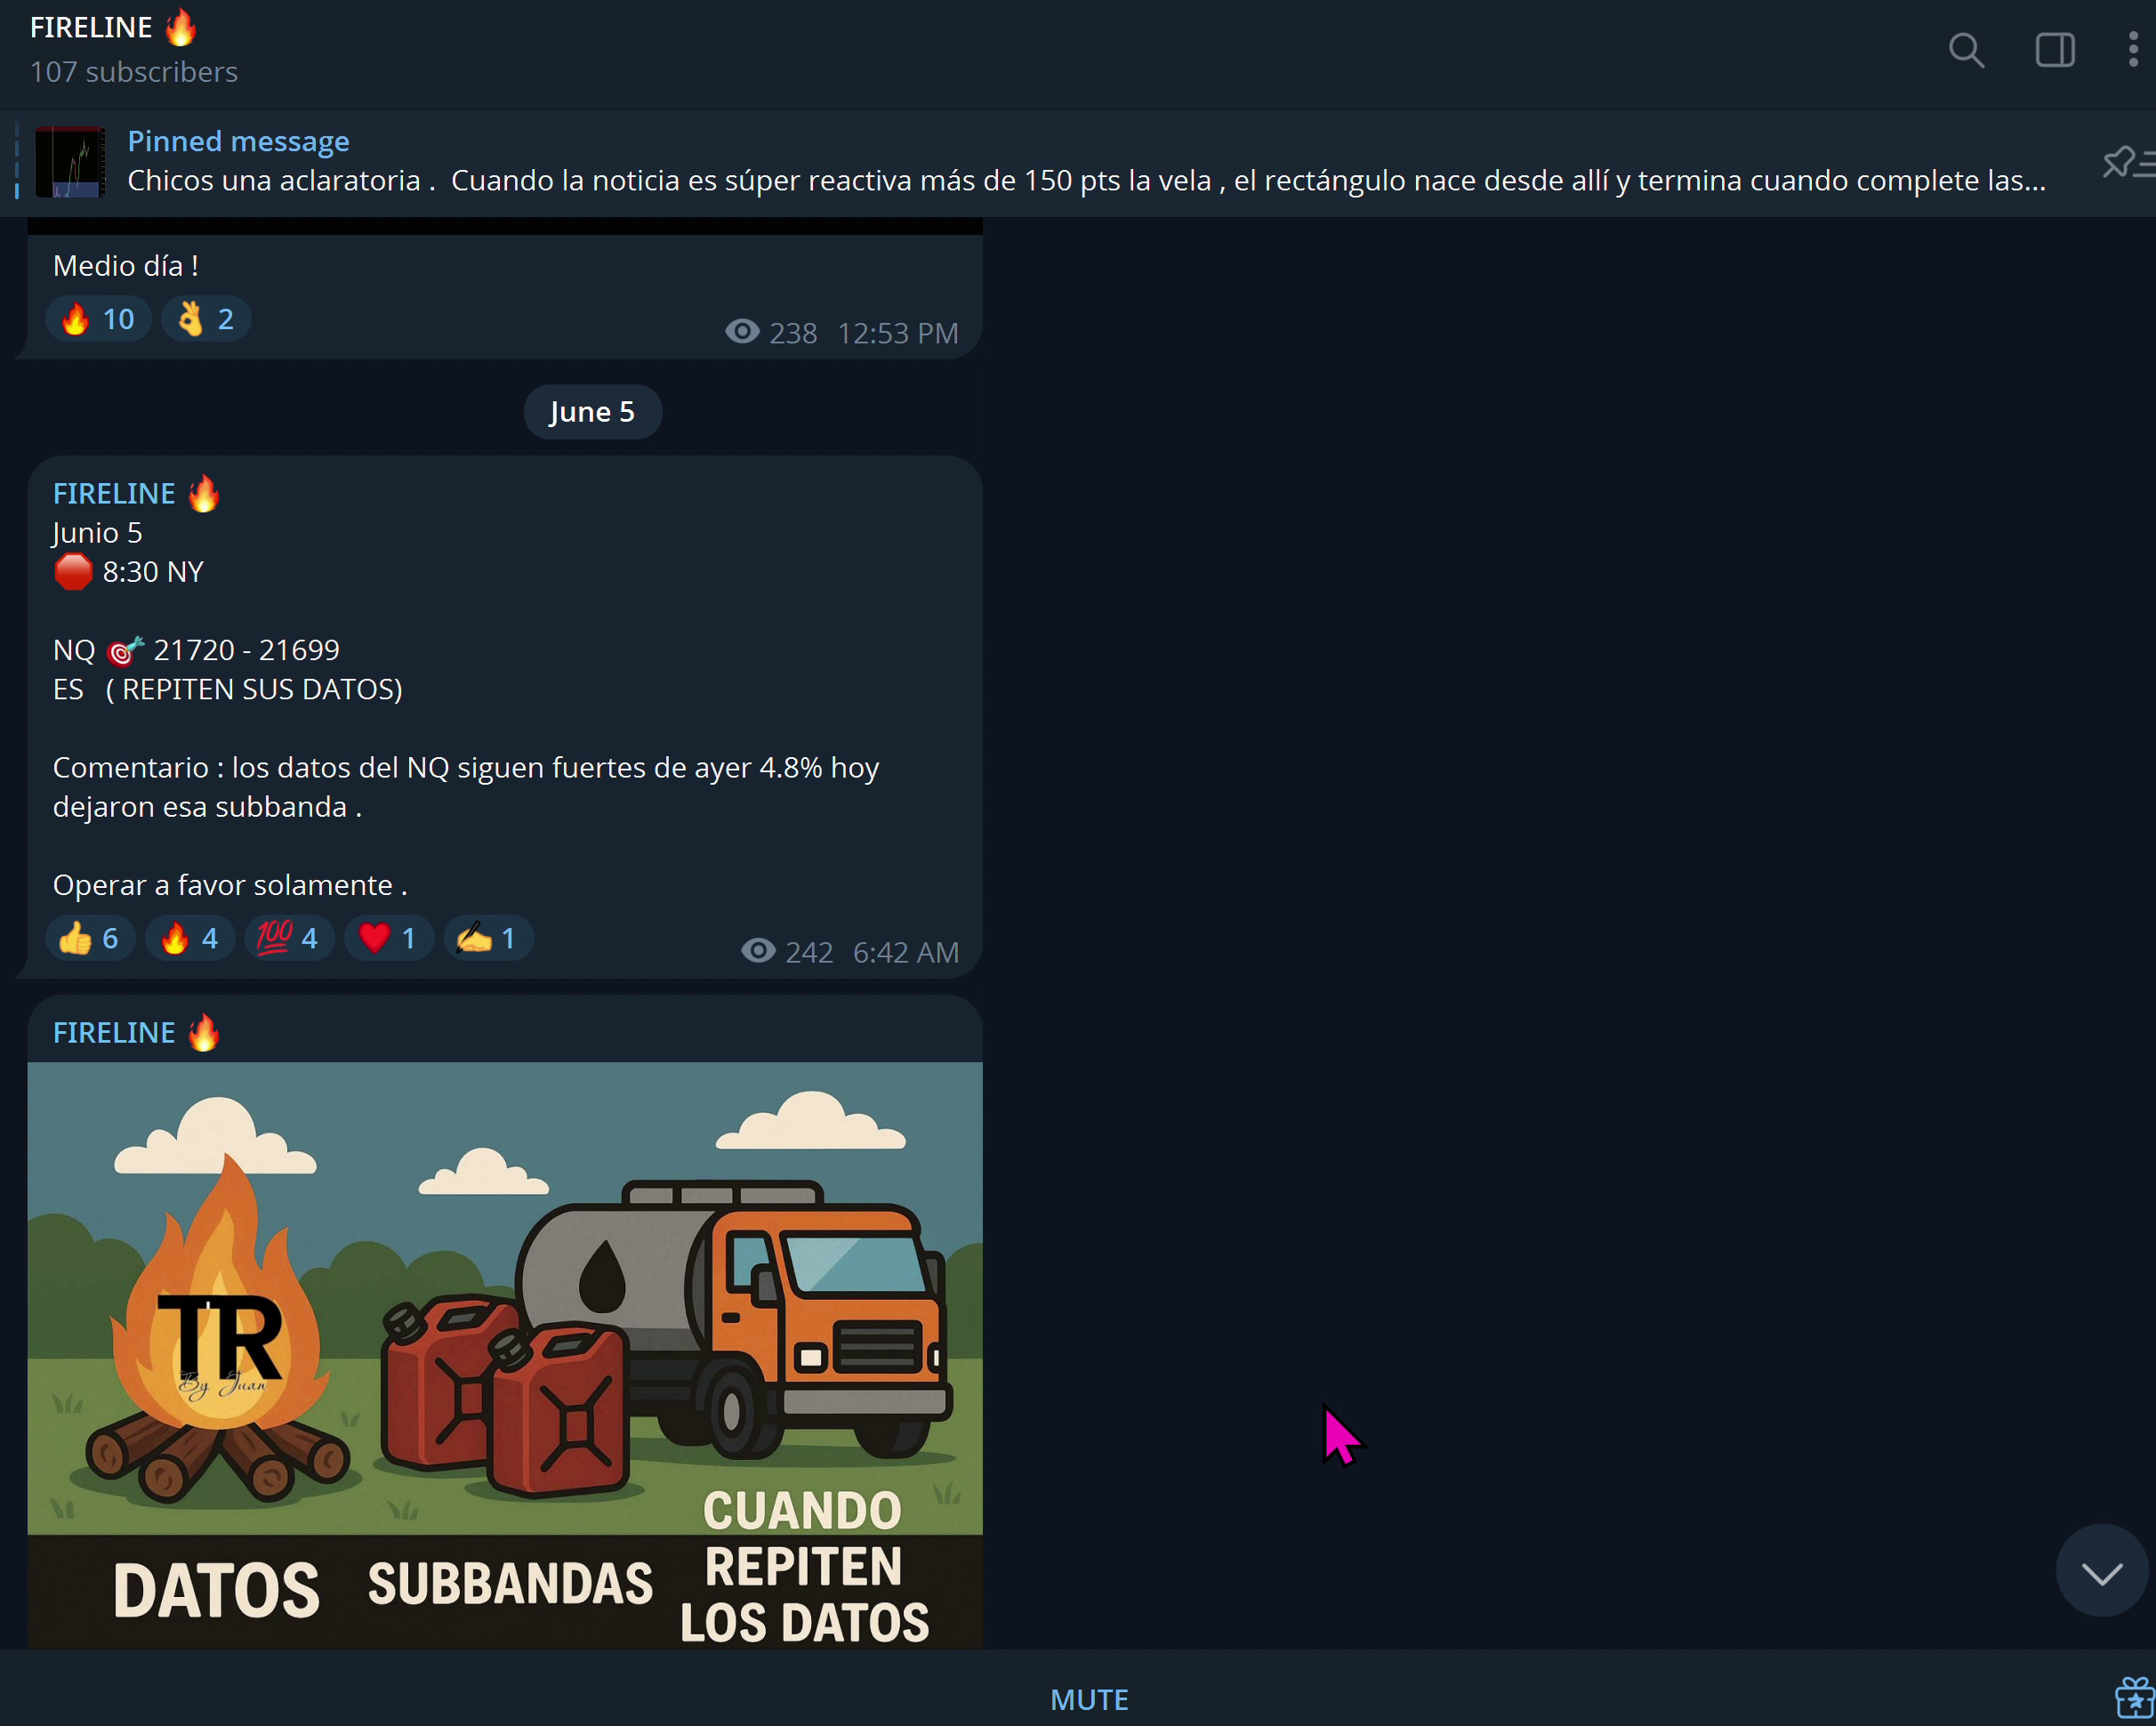 FIRELINE 🔥
107 subscribers
Pinned message
Chicos una aclaratoria .  Cuando la noticia es súper reactiva más de 150 pts la vela , el rectángulo nace desde allí y termina cuando complete las...
Medio día !
🔥 10 👌 2
238 12:53 PM
June 5
FIRELINE 🔥
Junio 5
🛑 8:30 NY
NQ 🎯 21720 - 21699
ES   ( REPITEN SUS DATOS)
Comentario : los datos del NQ siguen fuertes de ayer 4.8% hoy
dejaron esa subbanda .
Operar a favor solamente .
👍 6 🔥 4 💯 4 ❤️ 1 ✍️ 1
242 6:42 AM
FIRELINE 🔥
TR
By Juan
DATOS
SUBBANDAS
CUANDO
REPITEN
LOS DATOS
MUTE